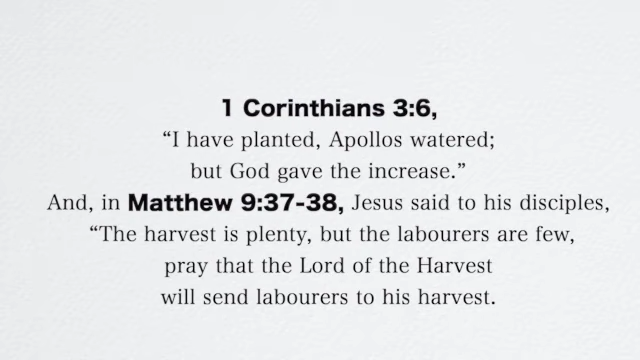 1 Corinthians 3:6,
“I have planted, Apollos watered;
but God gave the increase.”
And, in Matthew 9:37-38, Jesus said to his disciples,
“The harvest is plenty, but the labourers are few,
pray that the Lord of the Harvest
will send labourers to his harvest.